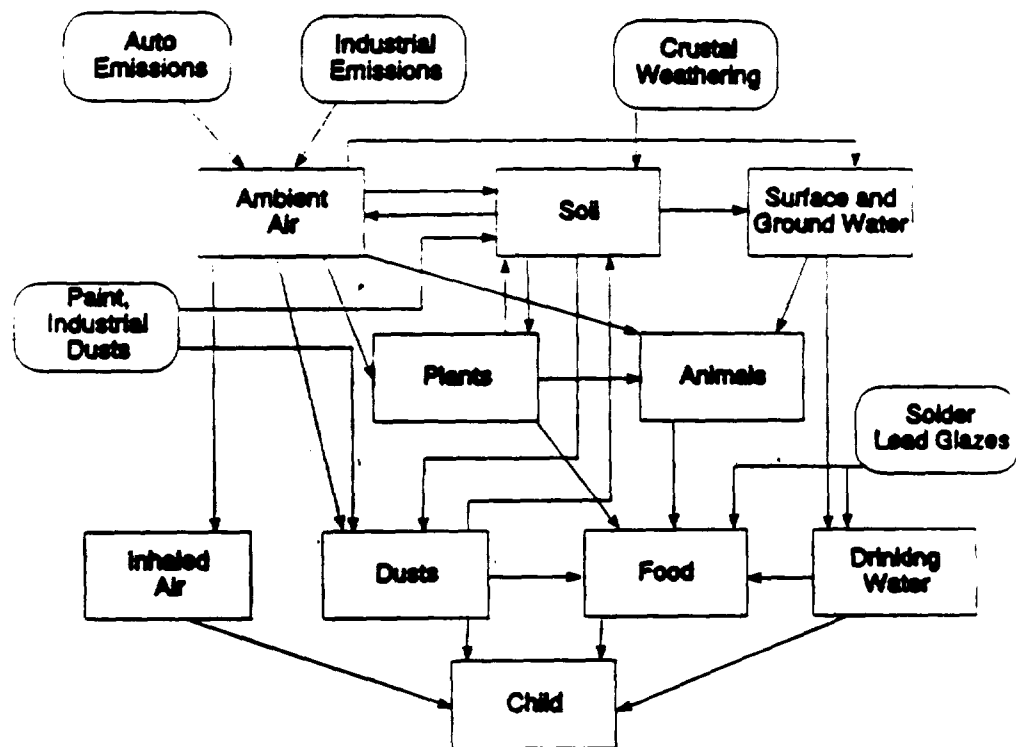 Auto
Emissions
Industrial
Emissions
Crustal
Weathering
Ambient
Air
Soil
Surface and
Ground Water
Paint,
Industrial
Dusts
Plants
Animals
Solder
Lead Glazes
Inhaled
Air
Dusts
Food
Drinking
Water
Child